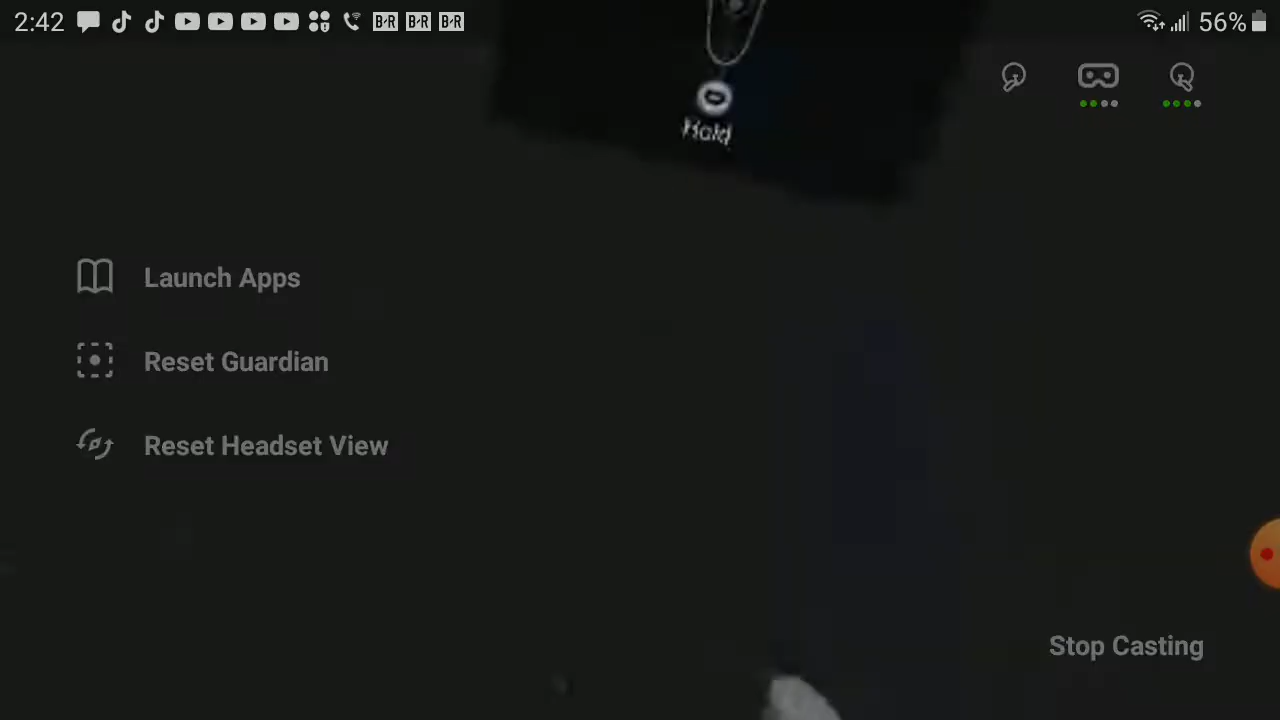 2:42 B/R B/R B/R 56%
Hold
Launch Apps
Reset Guardian
Reset Headset View
Stop Casting